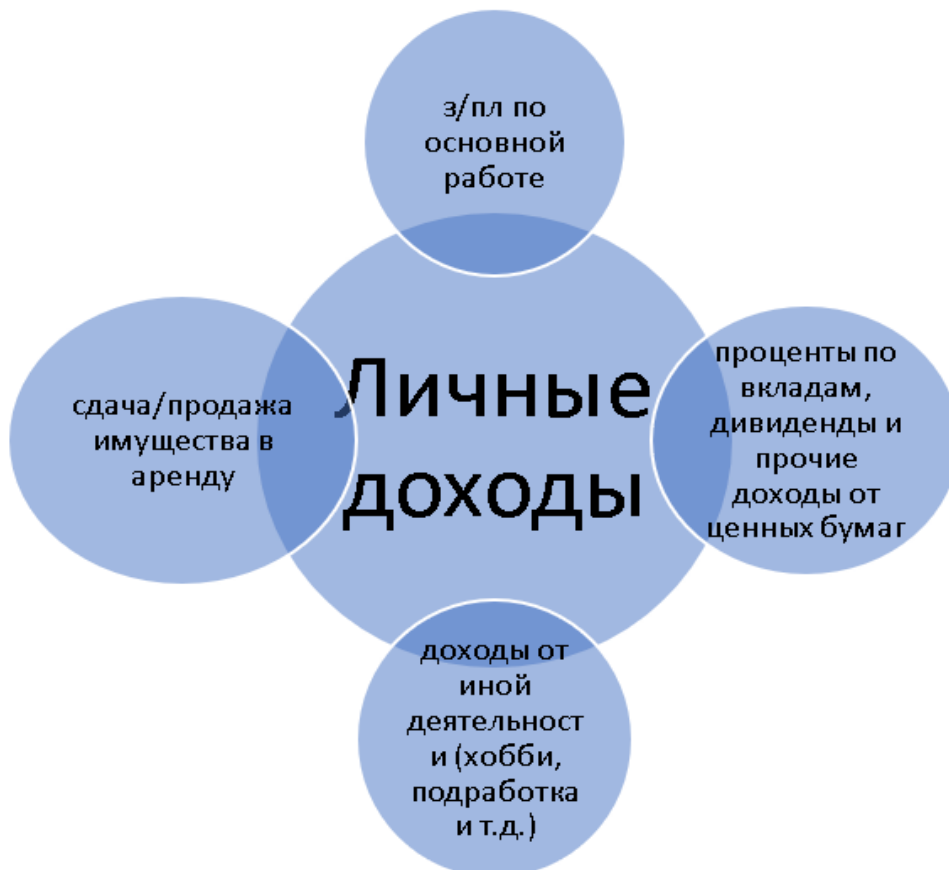 з/пл по
основной
работе
Личные
доходы
сдача/продажа
имущества в
аренду
проценты по
вкладам,
дивиденды и
прочие
доходы от
ценных бумаг
доходы от
иной
деятельност
и (хобби,
подработка
и т.д.)